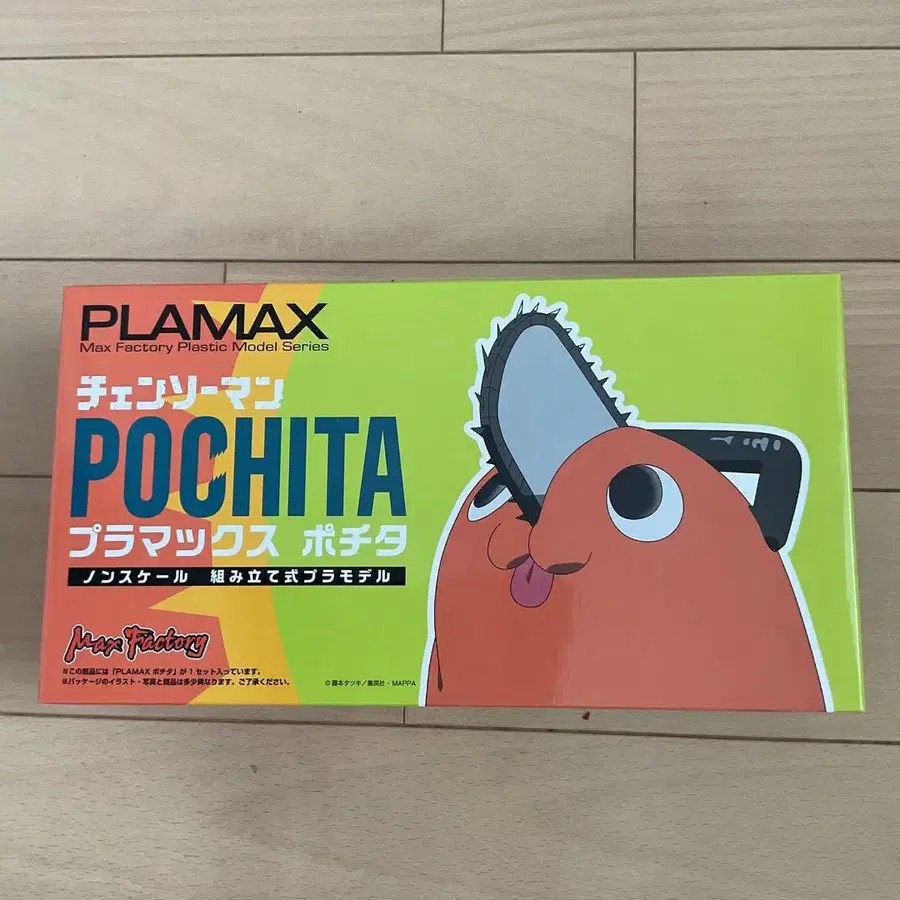 PLAMAX
Max Factory Plastic Model Series
チェンソーマン
POCHITA
プラマックス ポチタ
ノンスケール 組み立て式プラモデル
Max Factory
※この商品には「PLAMAX ポチタ」が1セット入っています。
※パッケージのイラスト・写真と商品は多少異なります。ご了承ください。
©藤本タツキ/集英社・MAPPA